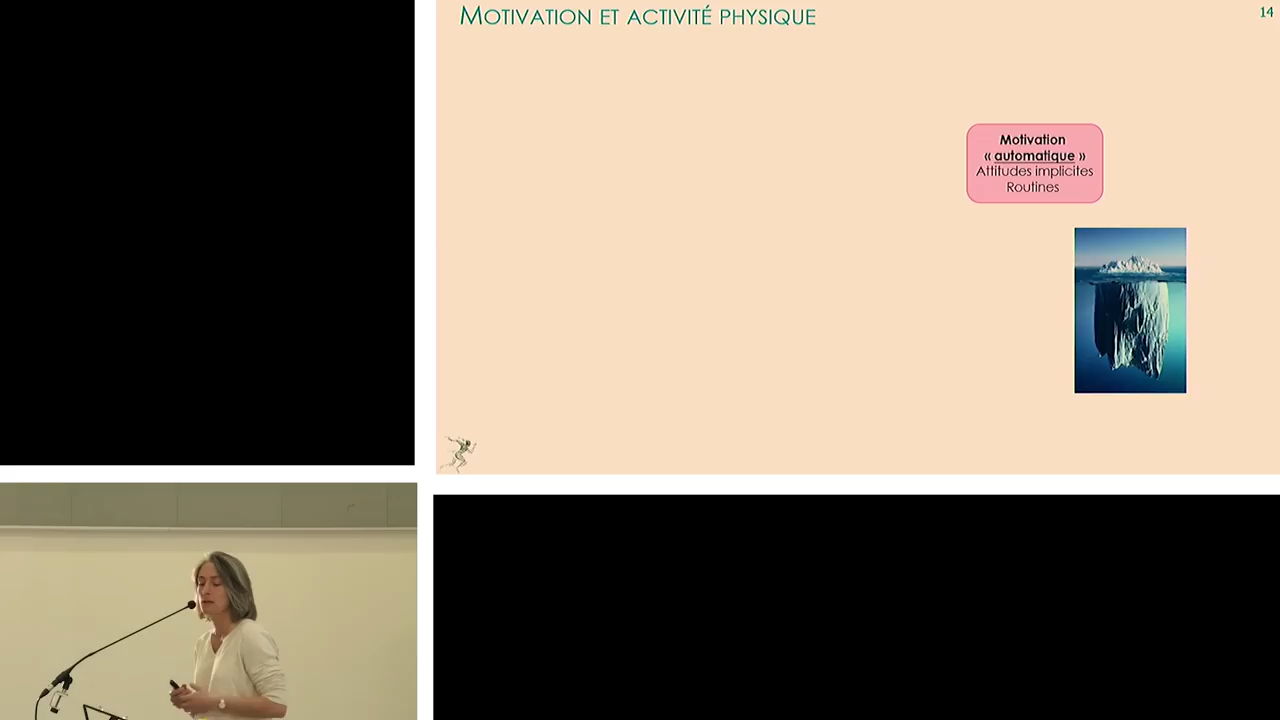 MOTIVATION ET ACTIVITÉ PHYSIQUE
14
Motivation
« automatique »
Attitudes implicites
Routines